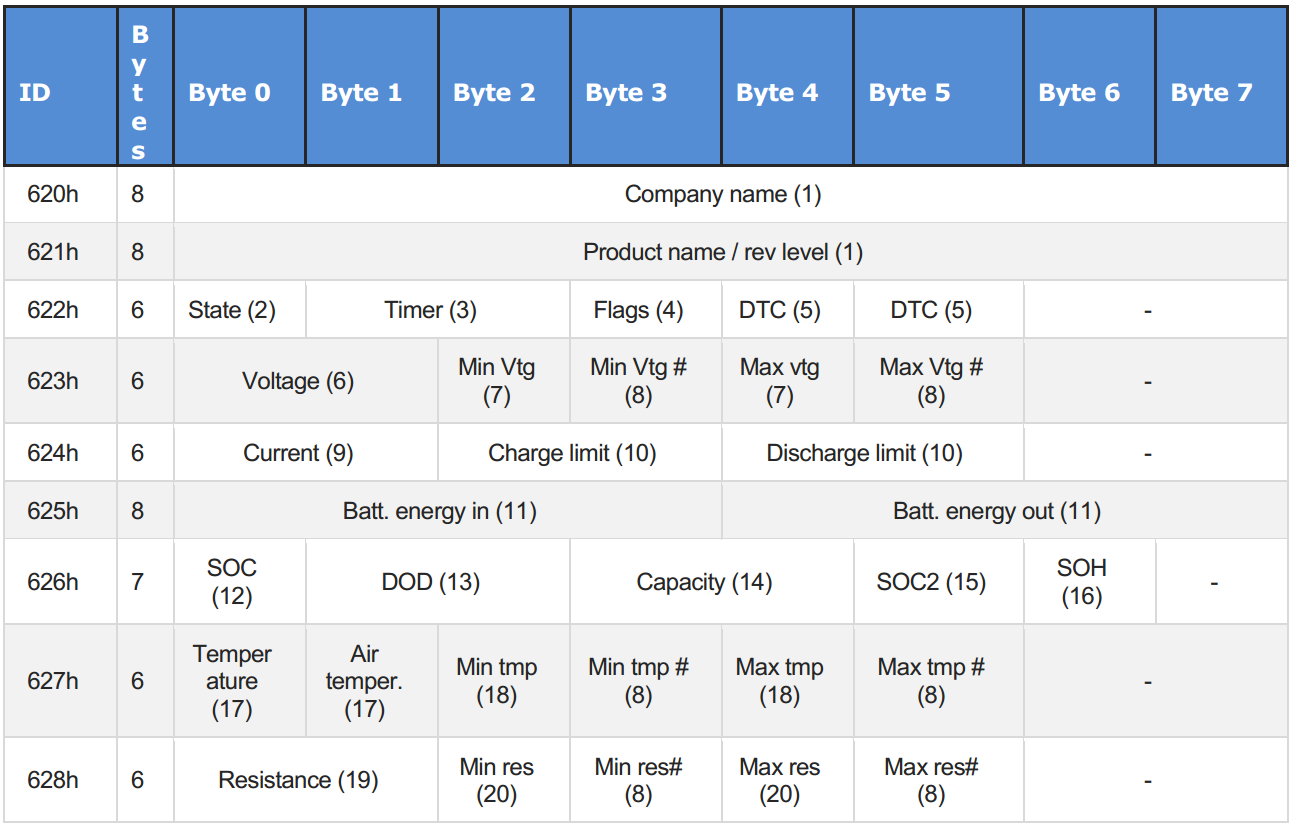 ID Bytes Byte 0 Byte 1 Byte 2 Byte 3 Byte 4 Byte 5 Byte 6 Byte 7
620h 8 Company name (1)
621h 8 Product name / rev level (1)
622h 6 State (2) Timer (3) Flags (4) DTC (5) DTC (5) -
623h 6 Voltage (6) Min Vtg (7) Min Vtg # (8) Max vtg (7) Max Vtg # (8) -
624h 6 Current (9) Charge limit (10) Discharge limit (10) -
625h 8 Batt. energy in (11) Batt. energy out (11)
626h 7 SOC (12) DOD (13) Capacity (14) SOC2 (15) SOH (16) -
627h 6 Temper ature (17) Air temper. (17) Min tmp (18) Min tmp # (8) Max tmp (18) Max tmp # (8) -
628h 6 Resistance (19) Min res (20) Min res# (8) Max res (20) Max res# (8) -